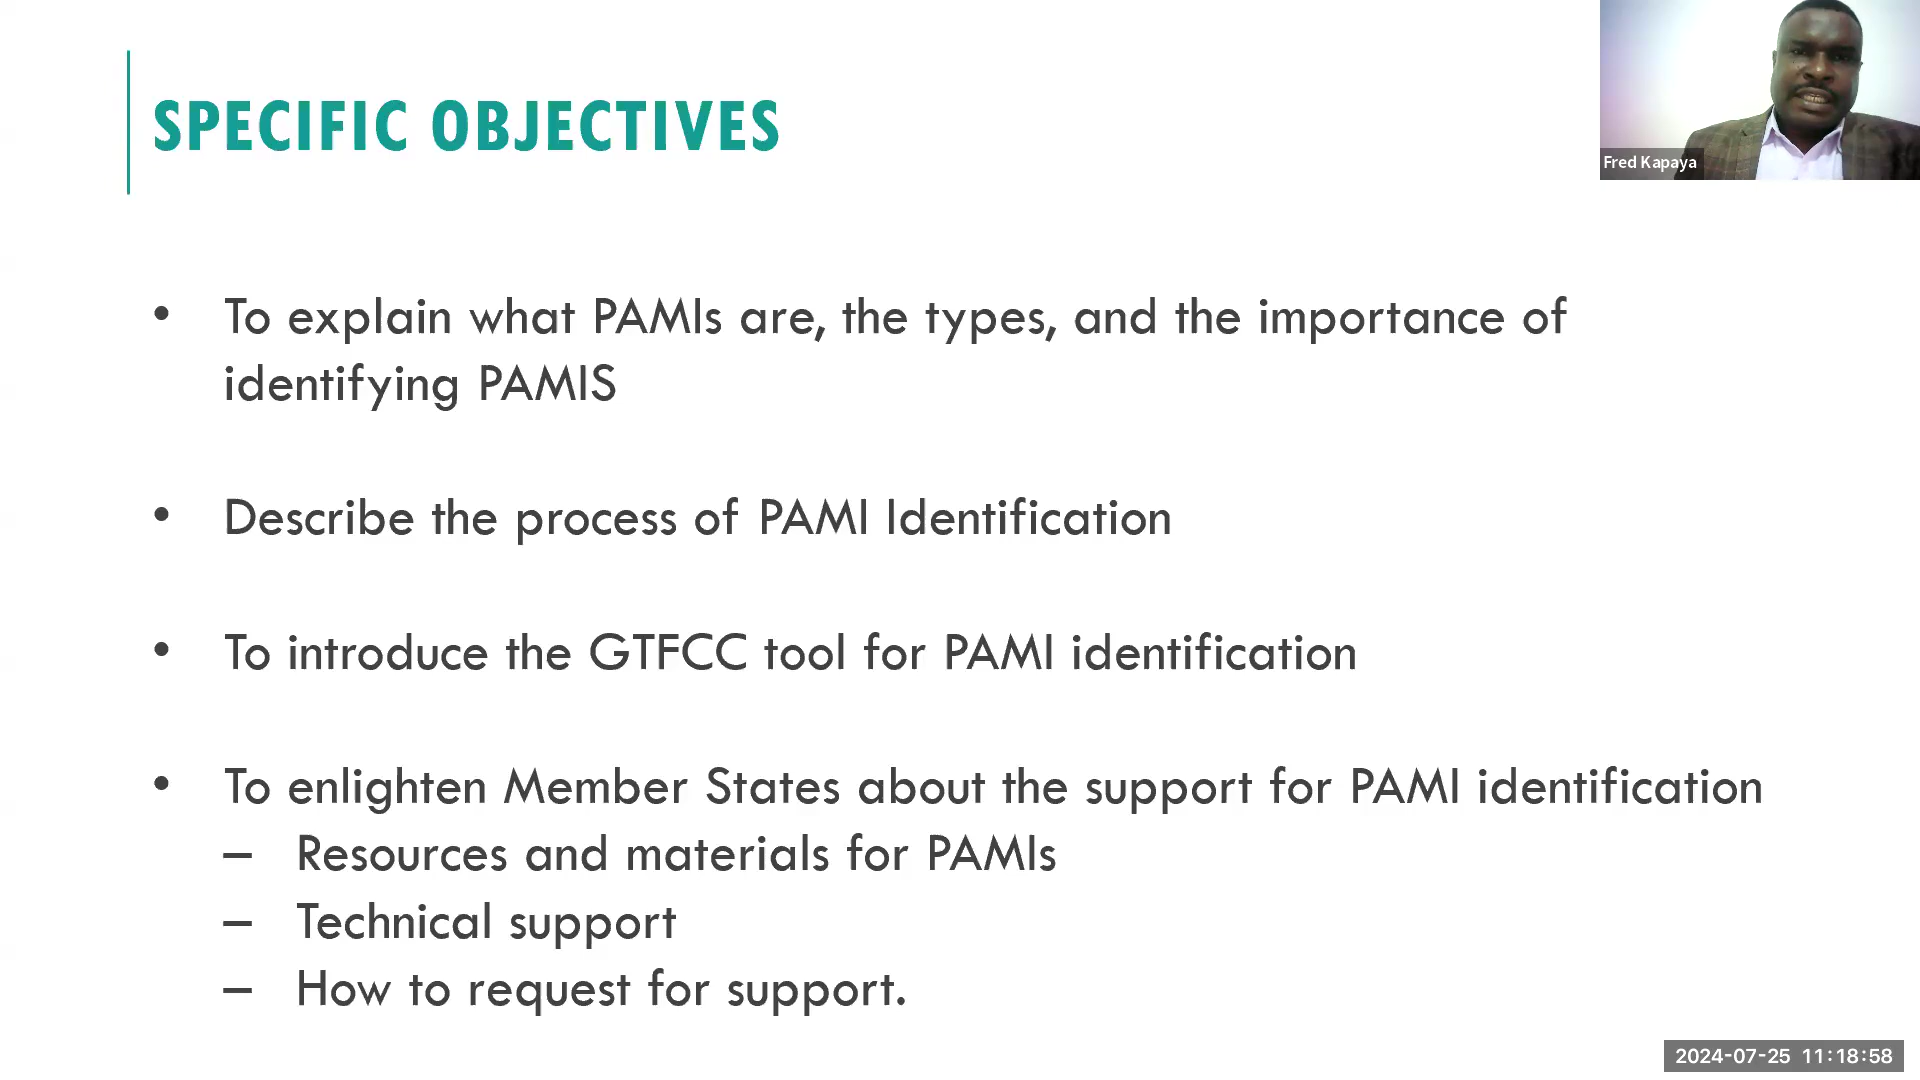 SPECIFIC OBJECTIVES
Fred Kapaya
• To explain what PAMIs are, the types, and the importance of
identifying PAMIS
• Describe the process of PAMI Identification
• To introduce the GTFCC tool for PAMI identification
• To enlighten Member States about the support for PAMI identification
– Resources and materials for PAMIs
– Technical support
– How to request for support.
2024-07-25 11:18:58